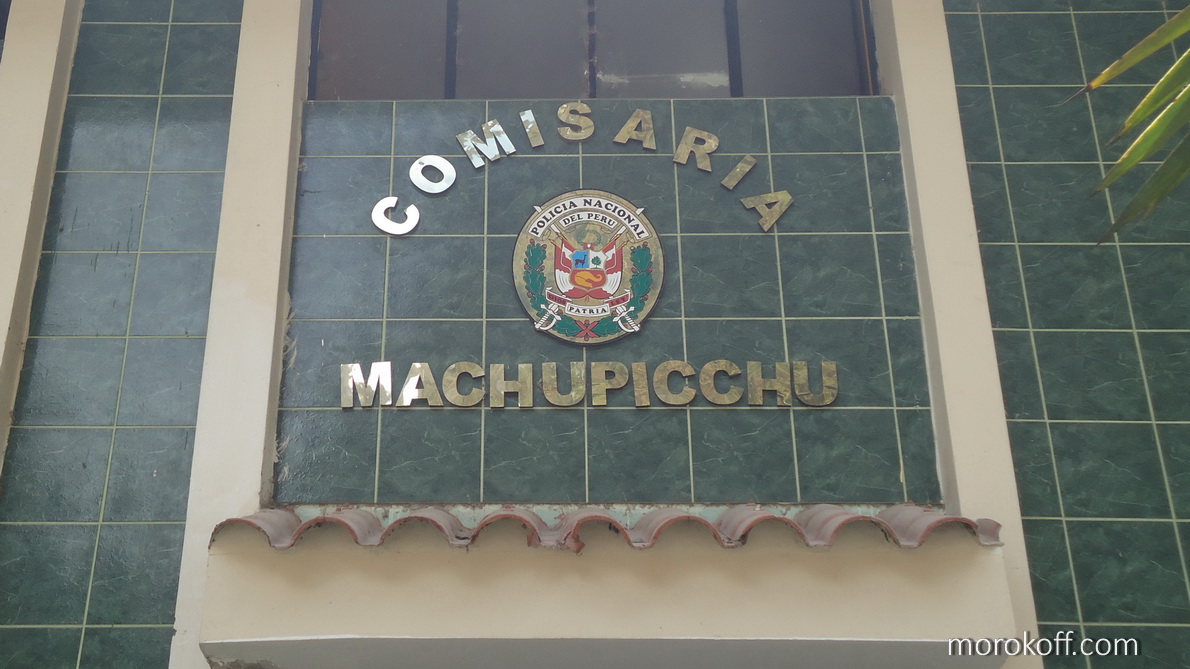 COMISARIA
POLICIA NACIONAL
DEL PERU
PATRIA
MACHUPICCHU
morokoff.com